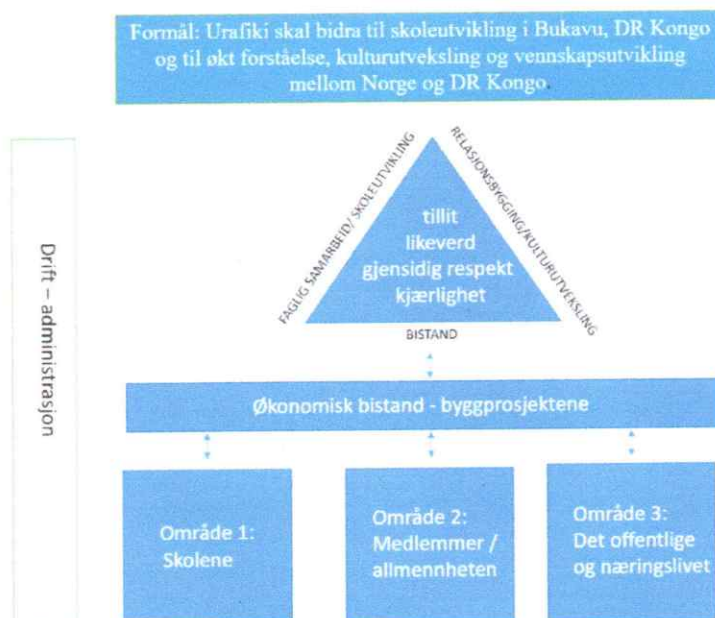 Formål: Urafiki skal bidra til skoleutvikling i Bukavu, DR Kongo
og til økt forståelse, kulturutveksling og vennskapsutvikling
mellom Norge og DR Kongo.
Drift – administrasjon
FAGLIG SAMARBEID/ SKOLEUTVIKLING
RELASJONSBYGGING/KULTURUTVEKSLING
tillit
likeverd
gjensidig respekt
kjærlighet
BISTAND
Økonomisk bistand - byggprosjektene
Område 1:
Skolene
Område 2:
Medlemmer /
allmennheten
Område 3:
Det offentlige
og næringslivet